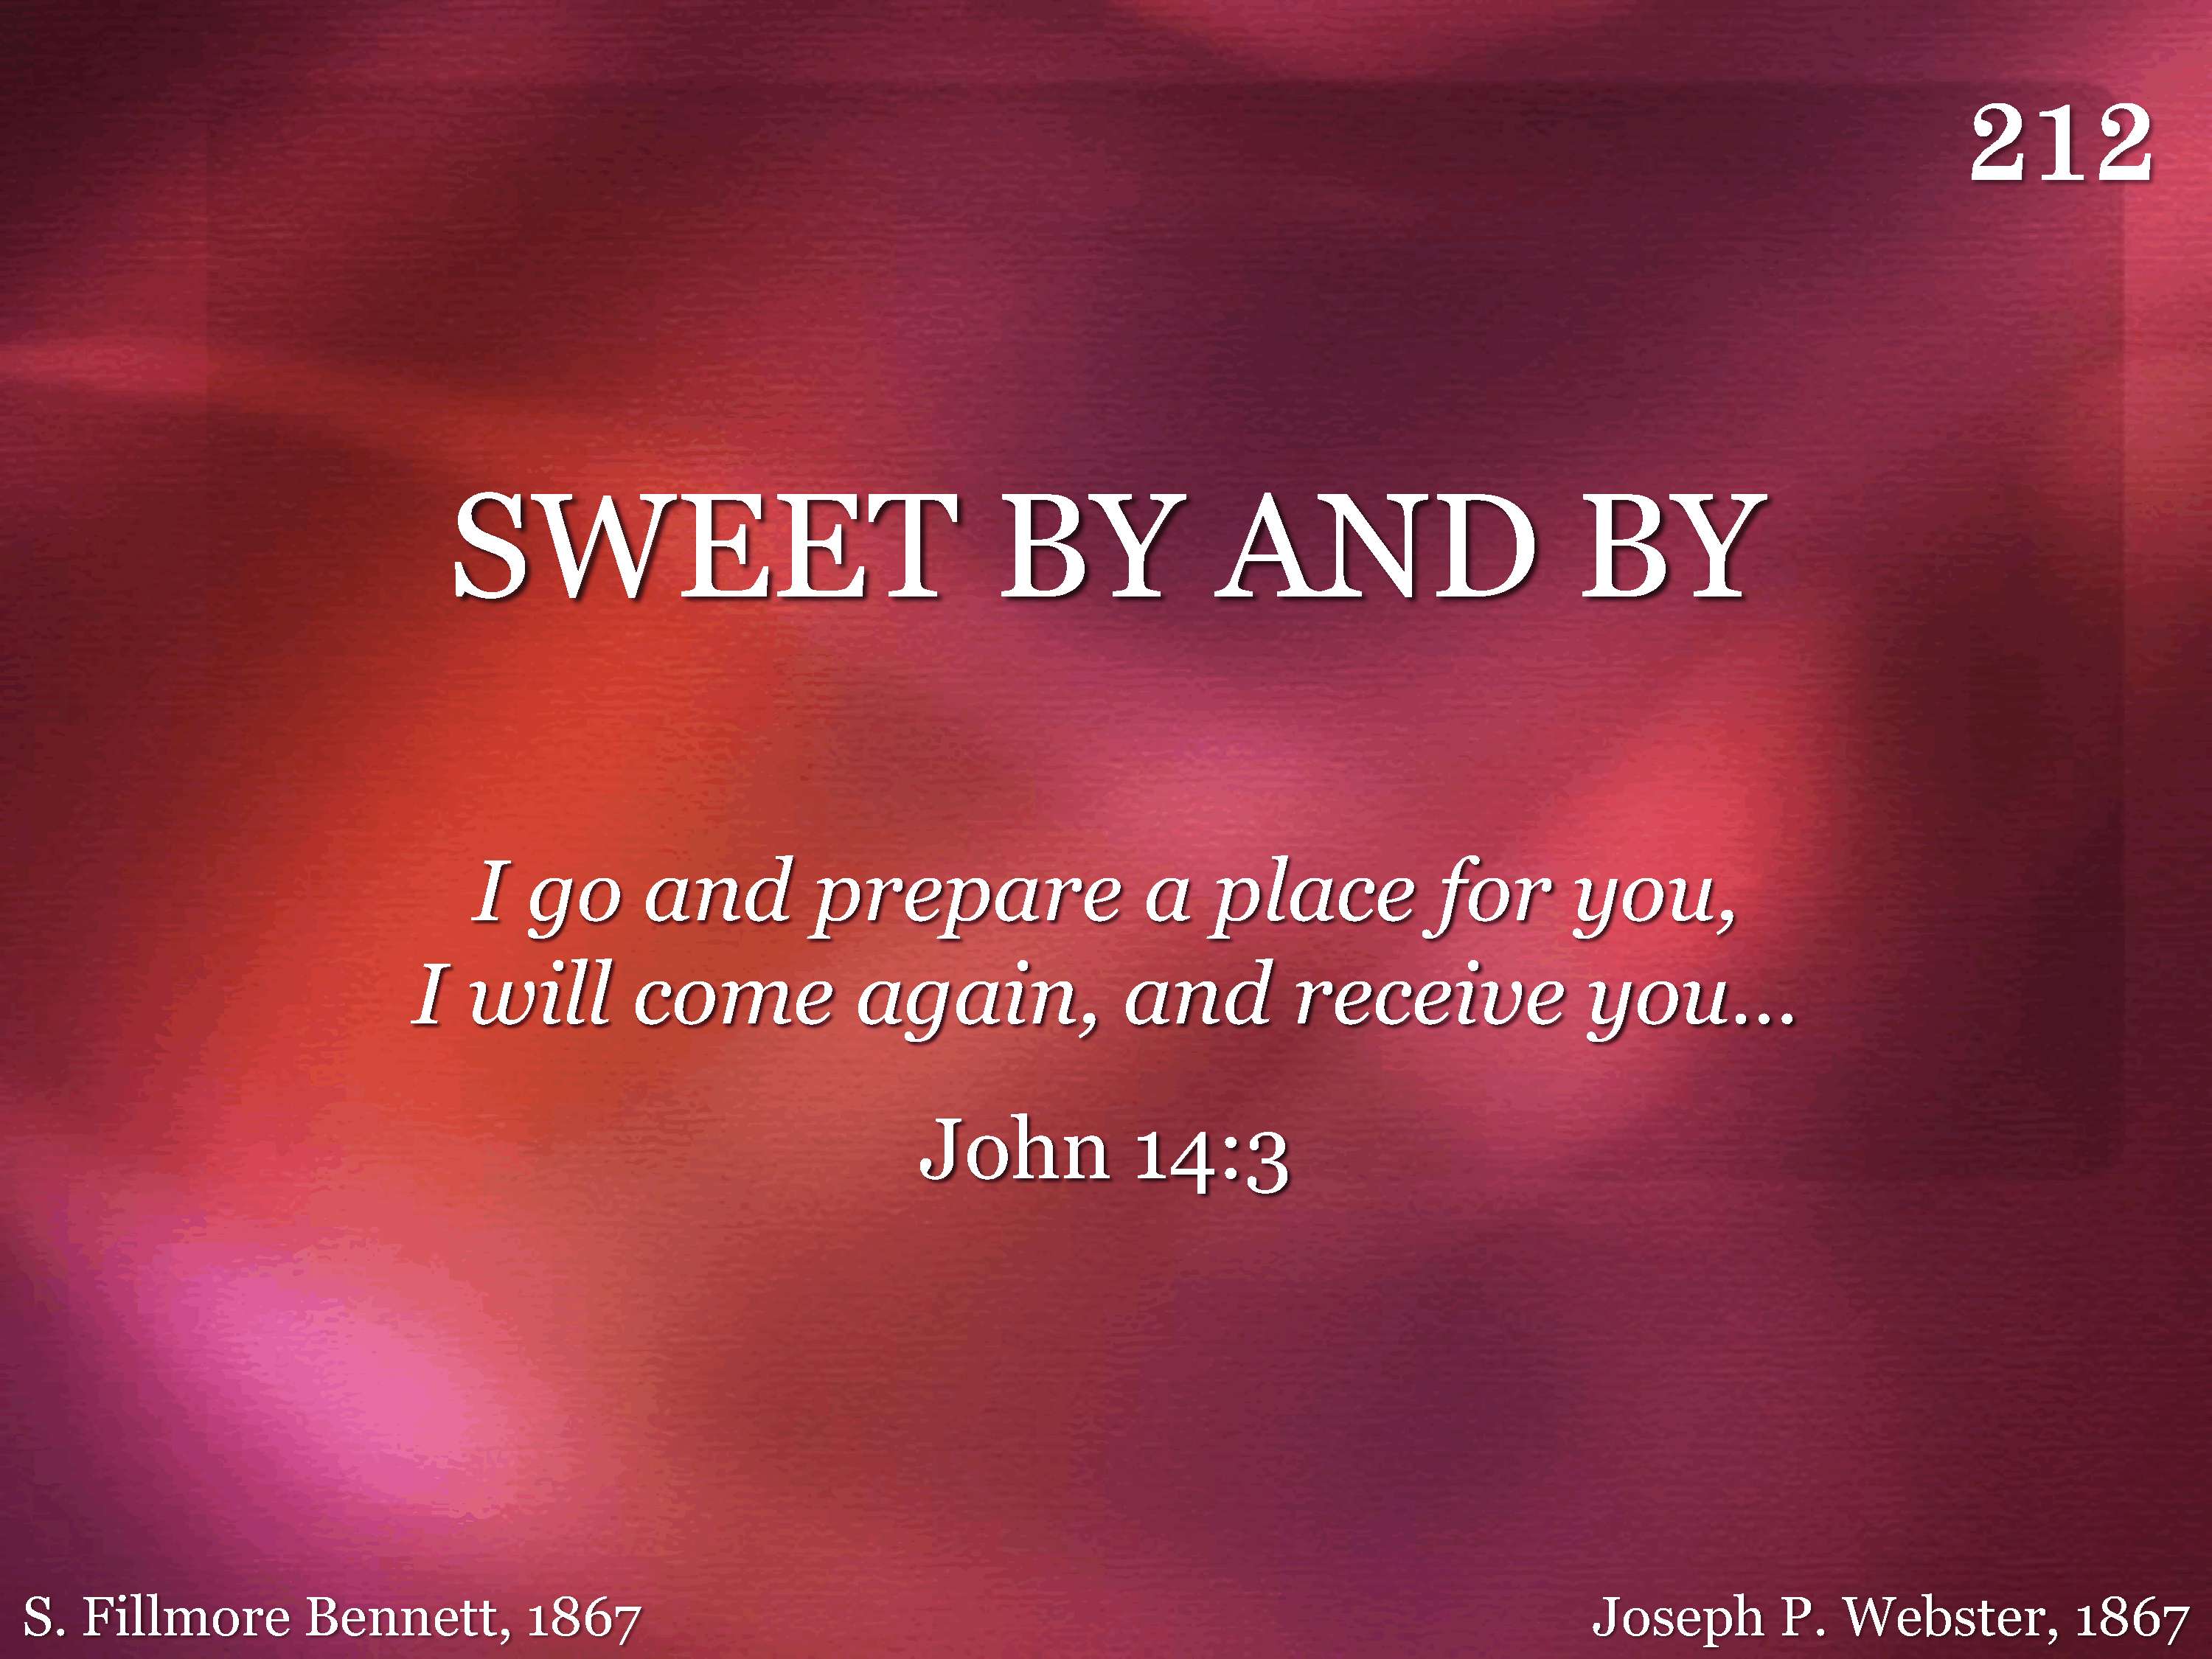 212
SWEET BY AND BY
I go and prepare a place for you,
I will come again, and receive you...
John 14:3
S. Fillmore Bennett, 1867
Joseph P. Webster, 1867